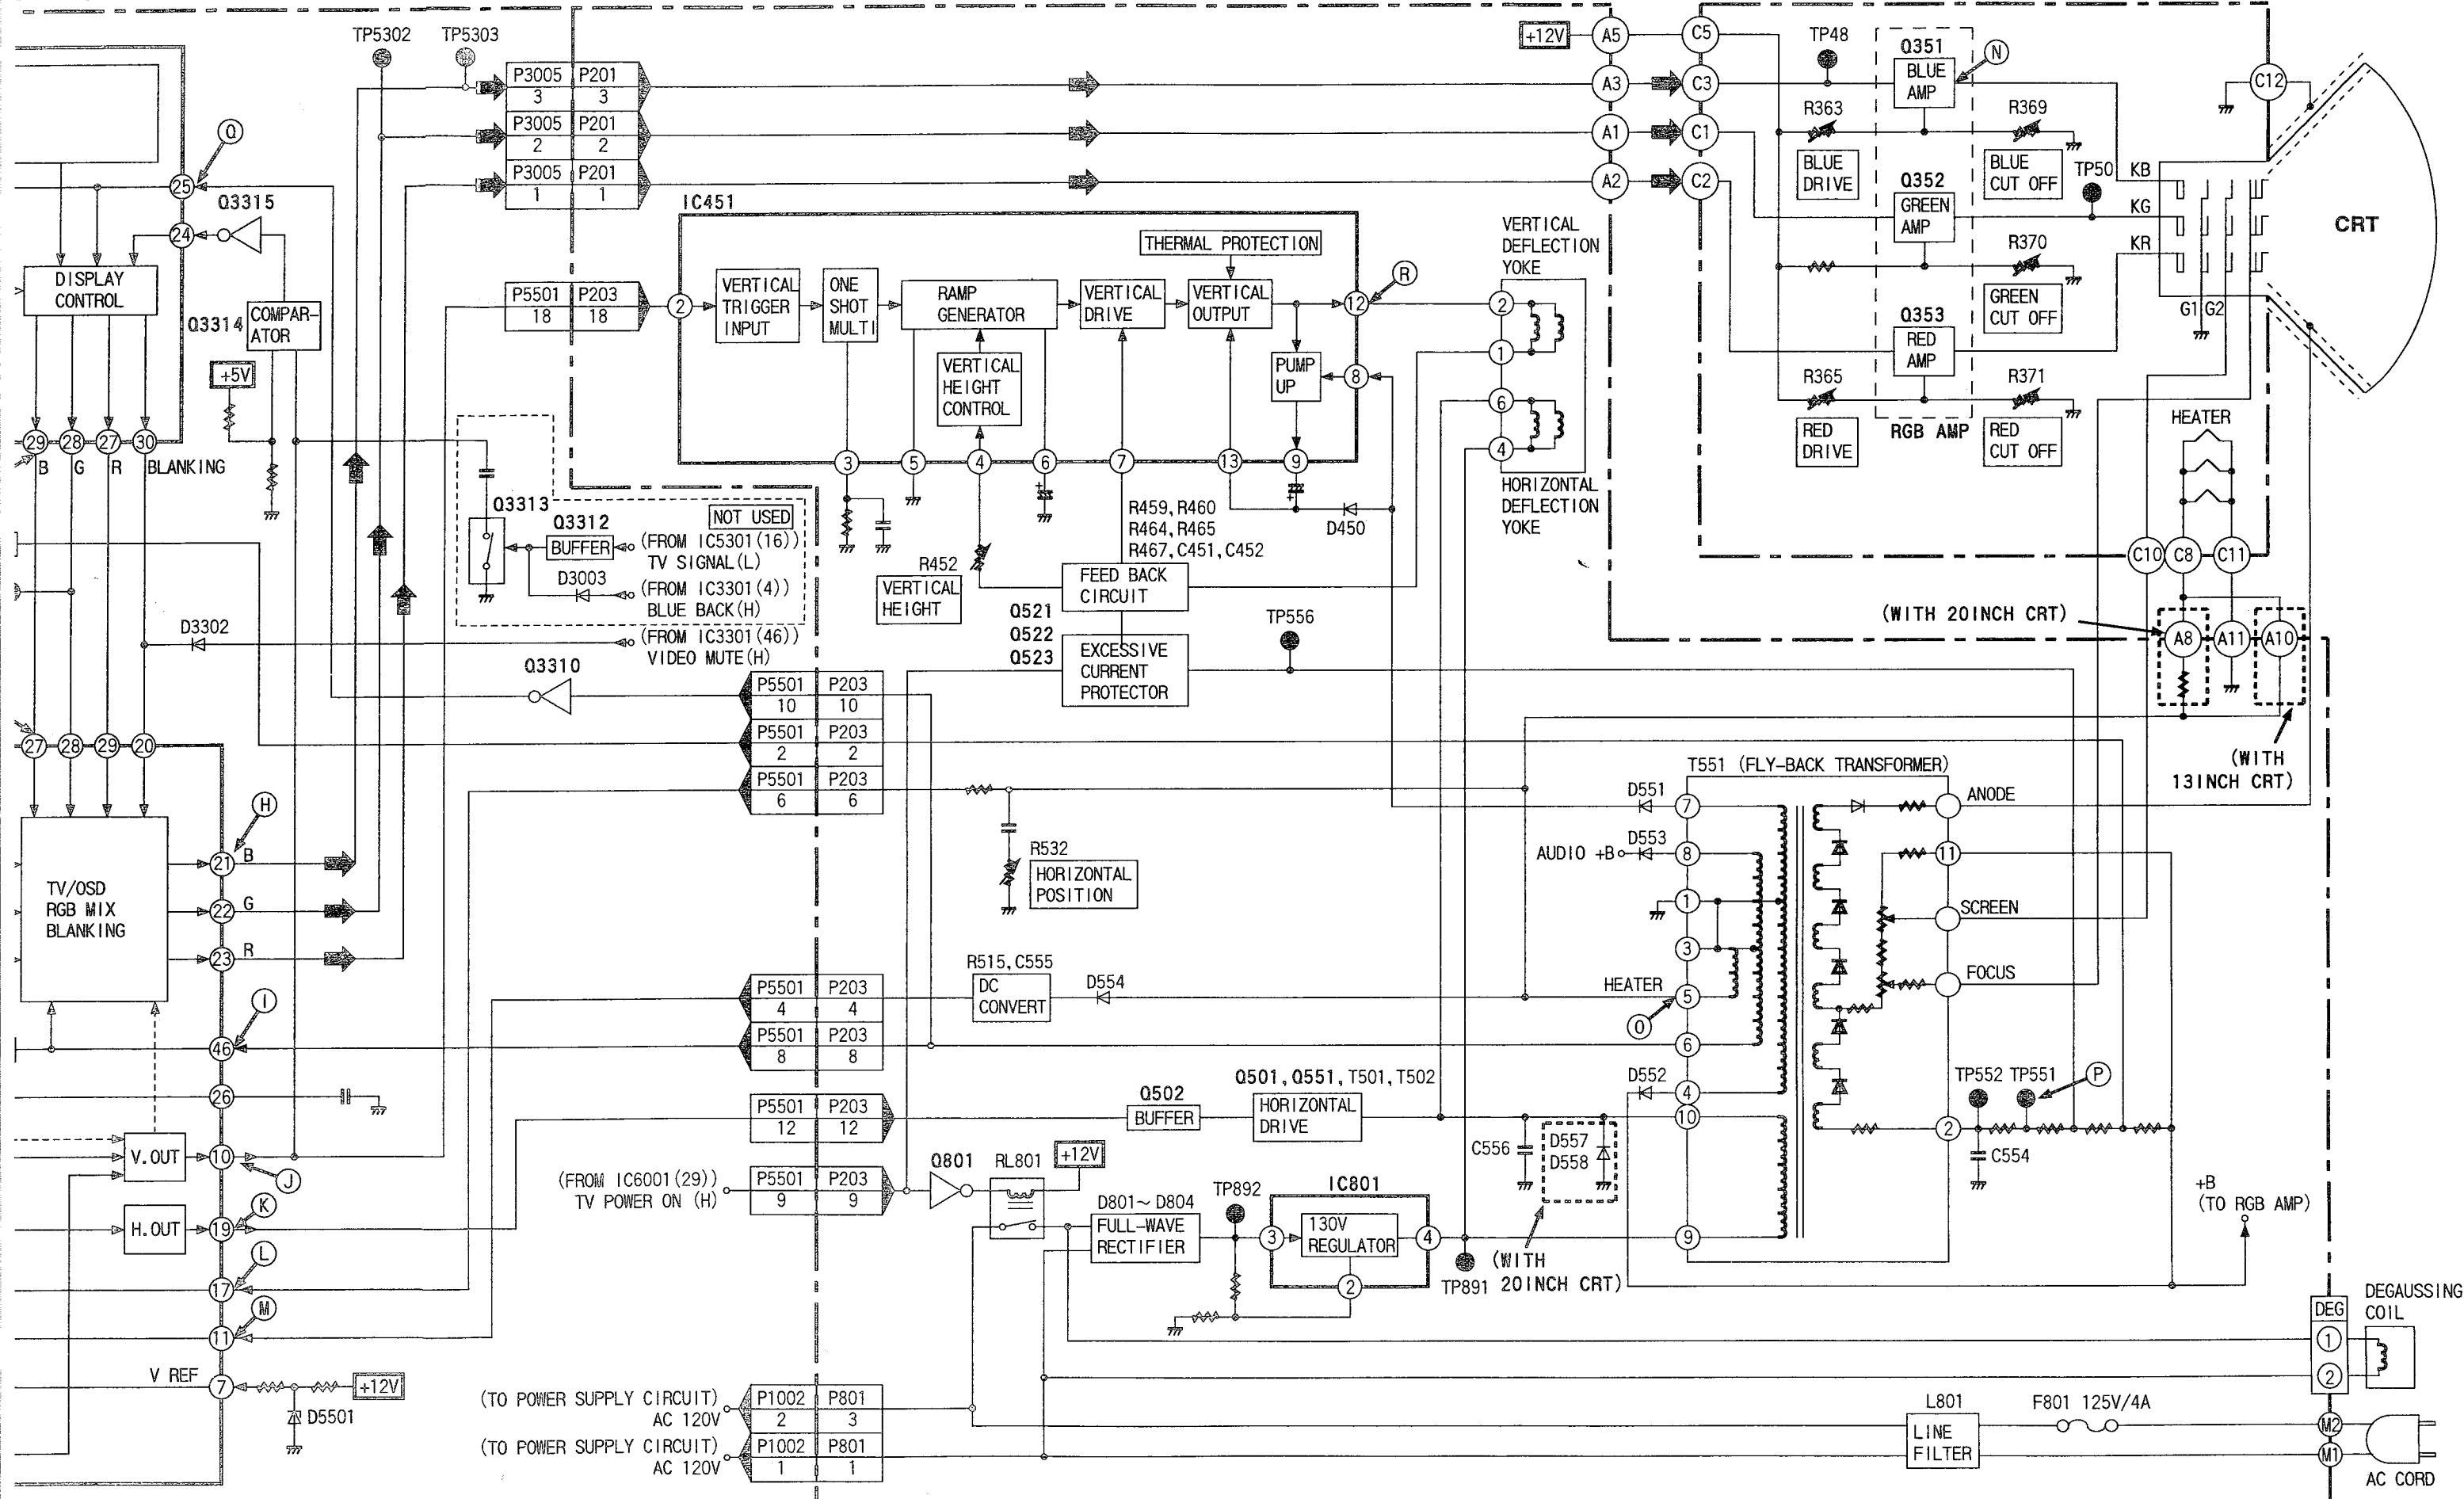 TP5302
TP5303
P3005 P201
3 3
P3005 P201
2 2
P3005 P201
1 1
+12V
A5
C5
A3
C3
A1
C1
A2
C2
TP48
Q351
N
BLUE
AMP
R363
BLUE
DRIVE
R369
BLUE
CUT OFF
C12
Q352
GREEN
AMP
TP50
R370
GREEN
CUT OFF
Q353
RED
AMP
R365
RED
DRIVE
R371
RED
CUT OFF
RGB AMP
KB
KG
KR
G1 G2
CRT
HEATER
C10
C8
C11
(WITH 20INCH CRT)
A8
A11
A10
(WITH
13INCH CRT)
Q
25
Q3315
24
DISPLAY
CONTROL
Q3314
COMPAR-
ATOR
+5V
29
28
27
30
B
G
R
BLANKING
IC451
P5501 P203
18 18
2
VERTICAL
TRIGGER
INPUT
ONE
SHOT
MULTI
RAMP
GENERATOR
VERTICAL
HEIGHT
CONTROL
VERTICAL
DRIVE
THERMAL PROTECTION
VERTICAL
OUTPUT
PUMP
UP
12
R
8
3
5
4
6
7
13
9
VERTICAL
DEFLECTION
YOKE
2
1
6
4
HORIZONTAL
DEFLECTION
YOKE
D450
R459, R460
R464, R465
R467, C451, C452
FEED BACK
CIRCUIT
R452
VERTICAL
HEIGHT
Q521
Q522
Q523
EXCESSIVE
CURRENT
PROTECTOR
TP556
Q3313
NOT USED
Q3312
BUFFER
(FROM IC5301(16))
TV SIGNAL(L)
D3003
(FROM IC3301(4))
BLUE BACK(H)
D3302
(FROM IC3301(46))
VIDEO MUTE(H)
Q3310
P5501 P203
10 10
P5501 P203
2 2
P5501 P203
6 6
27
28
29
20
H
21
B
TV/OSD
RGB MIX
BLANKING
22
G
23
R
I
46
26
V.OUT
10
J
H.OUT
19
K
L
17
M
11
V REF
7
+12V
D5501
R532
HORIZONTAL
POSITION
P5501 P203
4 4
R515, C555
DC
CONVERT
D554
P5501 P203
8 8
P5501 P203
12 12
Q502
BUFFER
Q501, Q551, T501, T502
HORIZONTAL
DRIVE
(FROM IC6001(29))
TV POWER ON (H)
P5501 P203
9 9
Q801
RL801
+12V
D801~ D804
FULL-WAVE
RECTIFIER
TP892
IC801
3
130V
REGULATOR
4
2
TP891
C556
D557
D558
(WITH
20INCH CRT)
T551 (FLY-BACK TRANSFORMER)
D551
7
AUDIO +B
D553
8
1
3
HEATER
5
O
6
D552
4
10
9
ANODE
11
SCREEN
FOCUS
2
TP552
TP551
P
C554
+B
(TO RGB AMP)
(TO POWER SUPPLY CIRCUIT)
AC 120V
P1002 P801
2 3
(TO POWER SUPPLY CIRCUIT)
AC 120V
P1002 P801
1 1
L801
LINE
FILTER
F801 125V/4A
DEG
1
2
DEGAUSSING
COIL
M2
M1
AC CORD